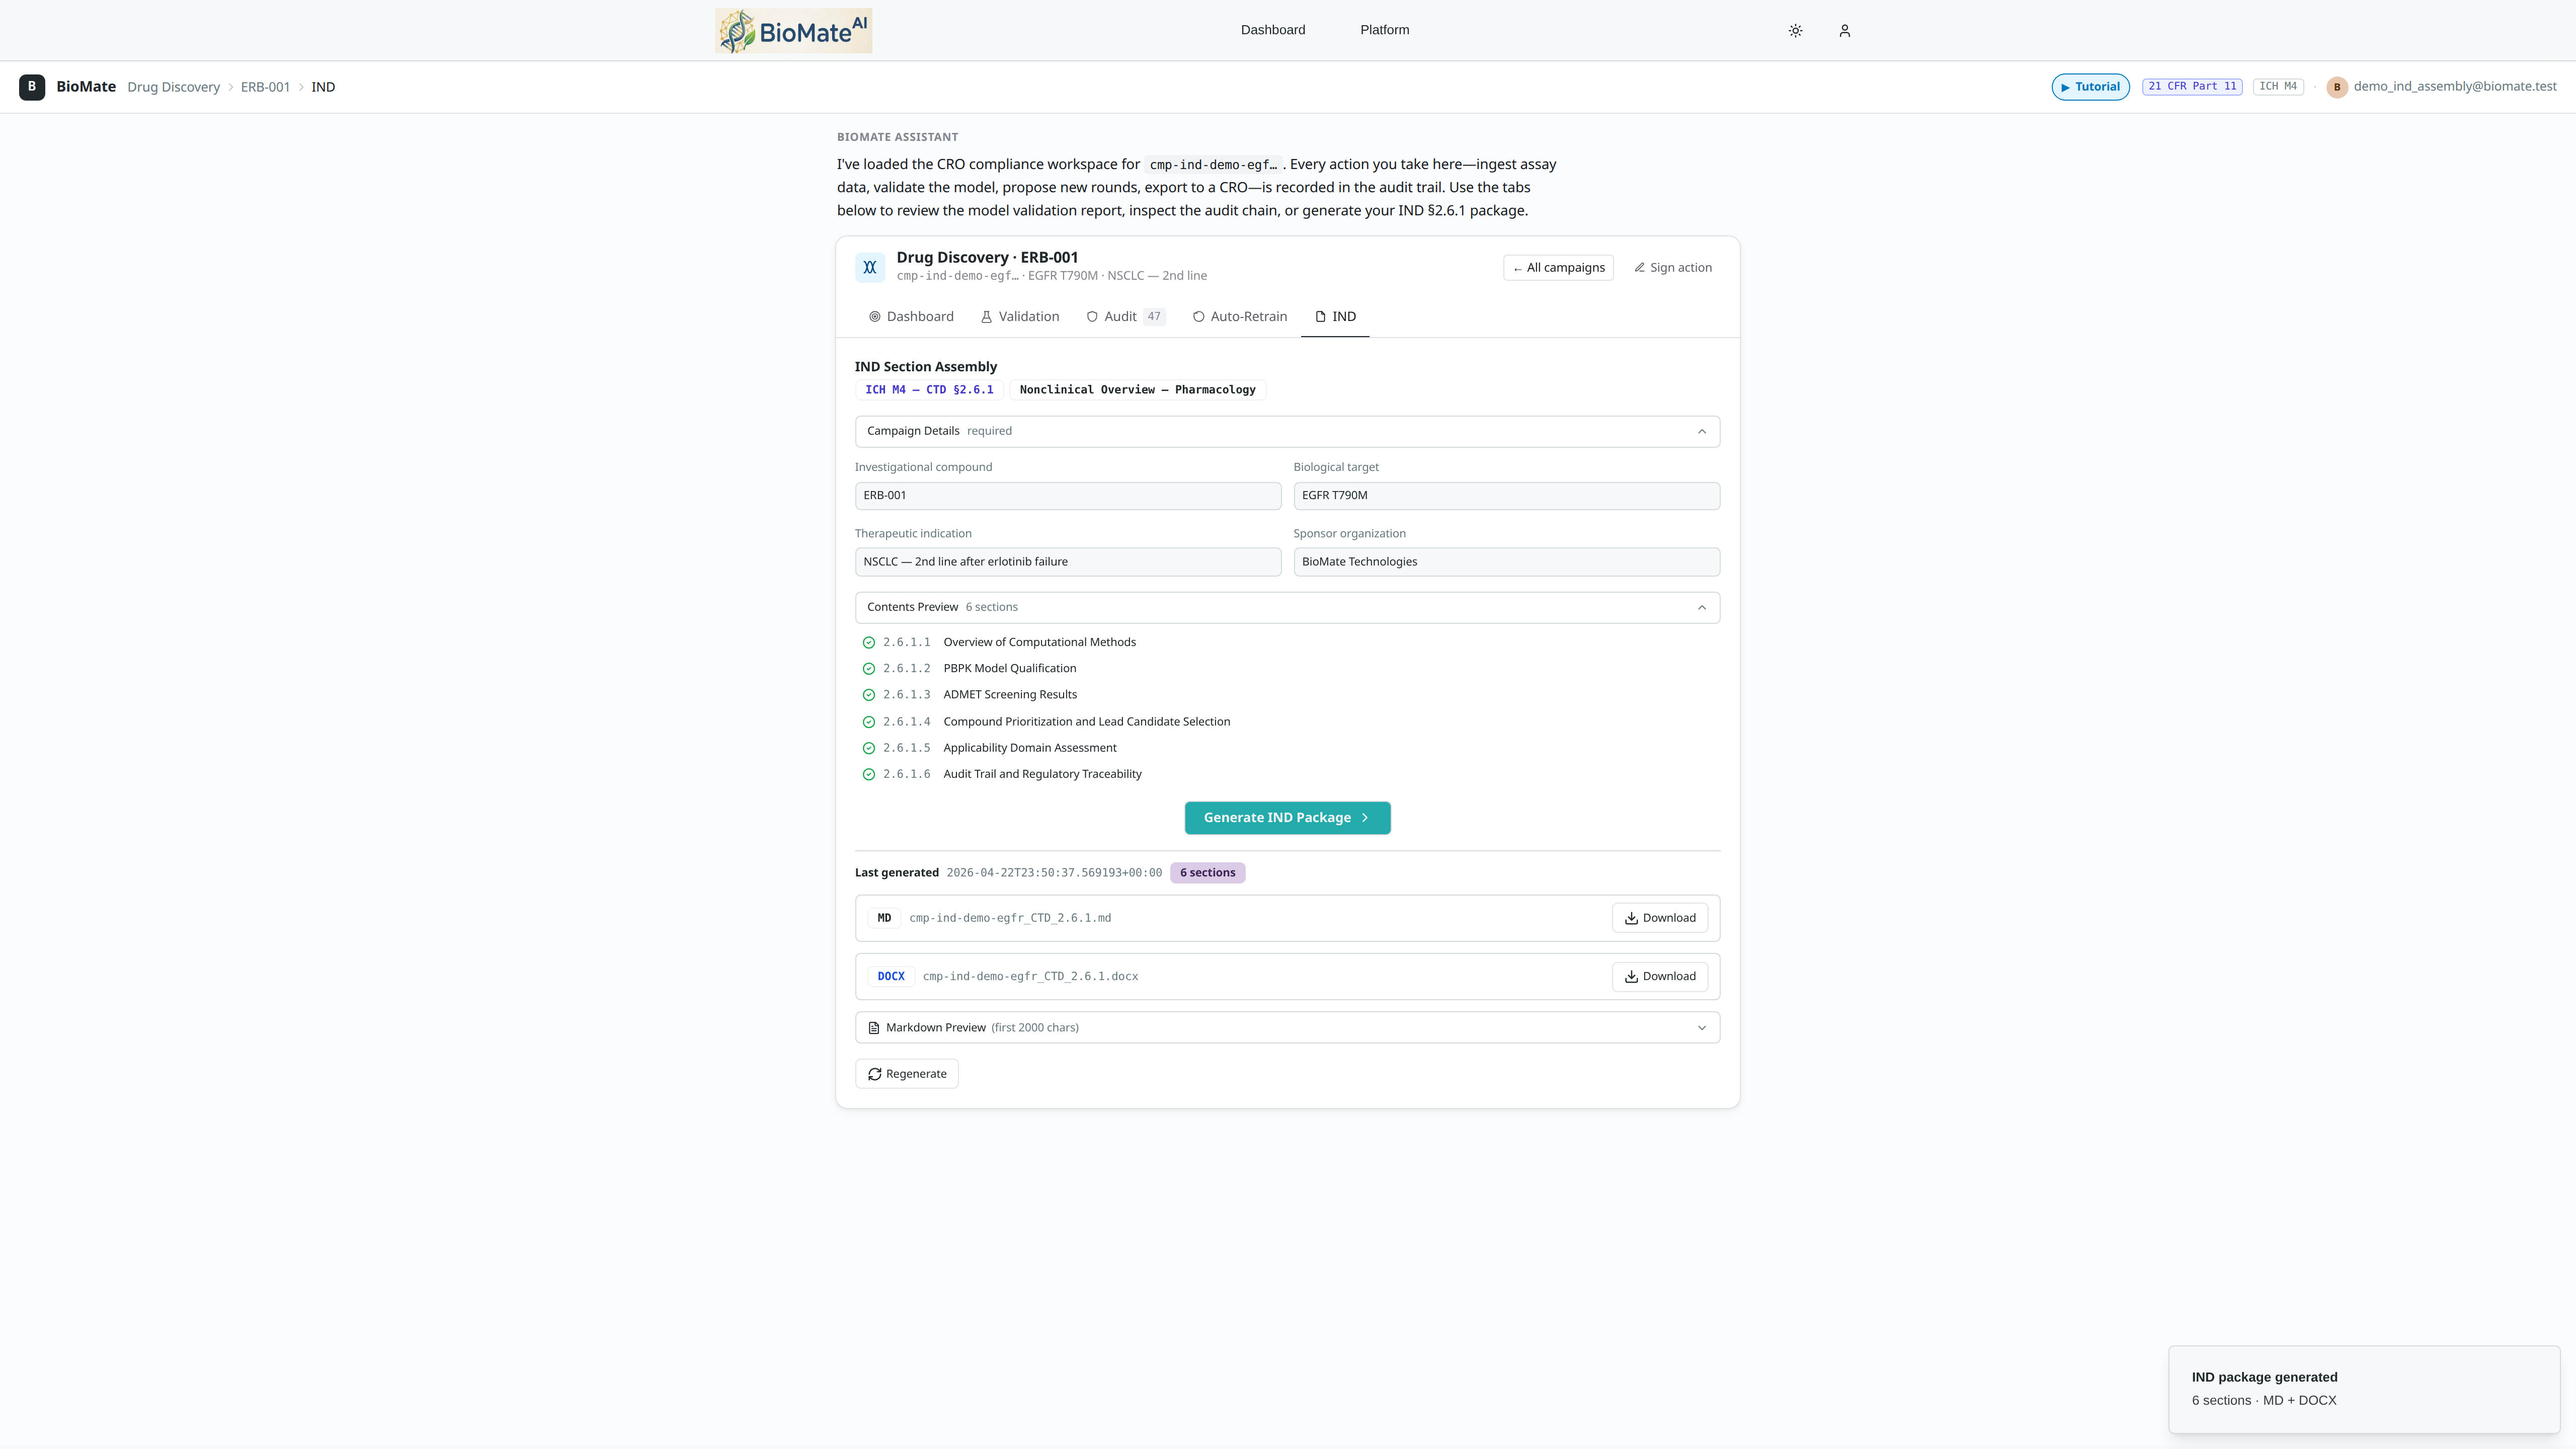 BioMate AI
Dashboard
Platform
B
BioMate
Drug Discovery
ERB-001
IND
Tutorial
21 CFR Part 11
ICH M4
·
B
demo_ind_assembly@biomate.test
BIOMATE ASSISTANT
I've loaded the CRO compliance workspace for cmp-ind-demo-egf… . Every action you take here—ingest assay
data, validate the model, propose new rounds, export to a CRO—is recorded in the audit trail. Use the tabs
below to review the model validation report, inspect the audit chain, or generate your IND §2.6.1 package.
Drug Discovery · ERB-001
cmp-ind-demo-egf… · EGFR T790M · NSCLC — 2nd line
← All campaigns
Sign action
Dashboard
Validation
Audit 47
Auto-Retrain
IND
IND Section Assembly
ICH M4 — CTD §2.6.1
Nonclinical Overview — Pharmacology
Campaign Details required
Investigational compound
Biological target
ERB-001
EGFR T790M
Therapeutic indication
Sponsor organization
NSCLC — 2nd line after erlotinib failure
BioMate Technologies
Contents Preview 6 sections
2.6.1.1 Overview of Computational Methods
2.6.1.2 PBPK Model Qualification
2.6.1.3 ADMET Screening Results
2.6.1.4 Compound Prioritization and Lead Candidate Selection
2.6.1.5 Applicability Domain Assessment
2.6.1.6 Audit Trail and Regulatory Traceability
Generate IND Package
Last generated 2026-04-22T23:50:37.569193+00:00 6 sections
MD cmp-ind-demo-egfr_CTD_2.6.1.md
Download
DOCX cmp-ind-demo-egfr_CTD_2.6.1.docx
Download
Markdown Preview (first 2000 chars)
Regenerate
IND package generated
6 sections · MD + DOCX